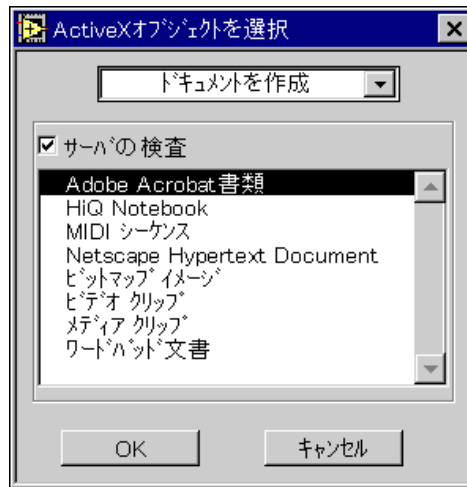 ActiveXｵﾌﾞｼﾞｪｸﾄを選択
ﾄﾞｷｭﾒﾝﾄを作成
ｻｰﾊﾞの検査
Adobe Acrobat書類
HiQ Notebook
MIDI ｼｰｹﾝｽ
Netscape Hypertext Document
ﾋﾞｯﾄﾏｯﾌﾟ ｲﾒｰｼﾞ
ﾋﾞﾃﾞｵ ｸﾘｯﾌﾟ
ﾒﾃﾞｨｱ ｸﾘｯﾌﾟ
ﾜｰﾄﾞﾊﾟｯﾄﾞ文書
OK
ｷｬﾝｾﾙ